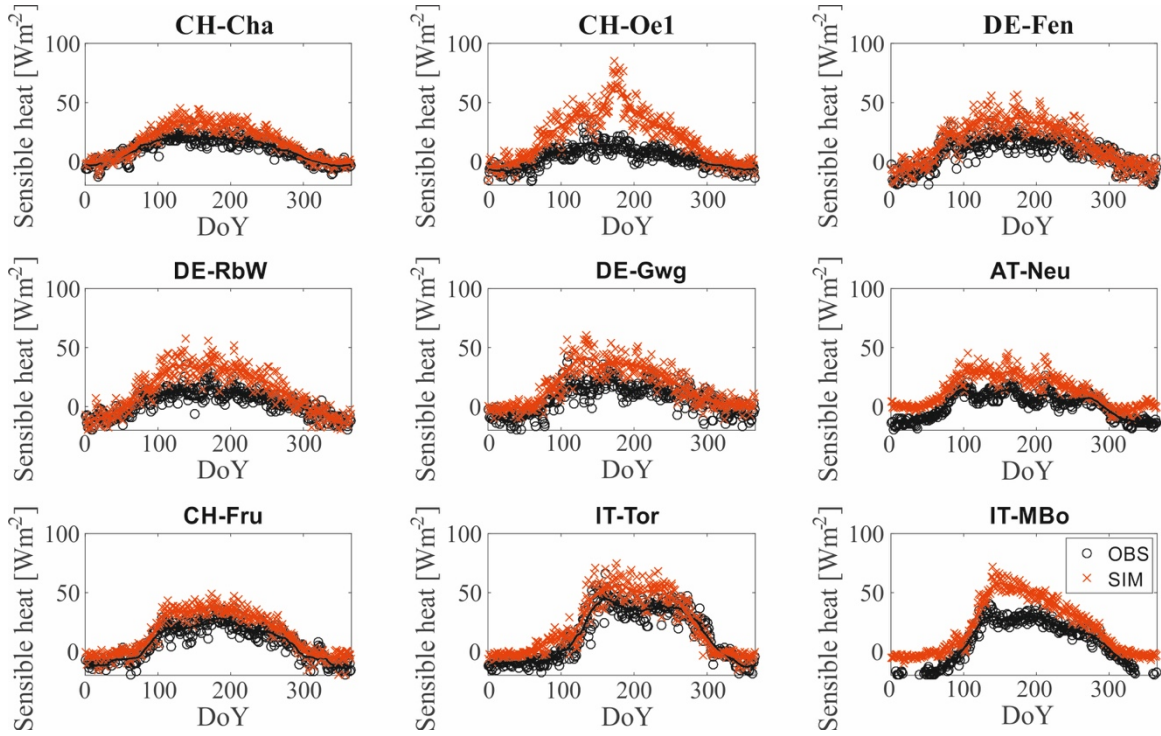 CH-Cha
CH-Oe1
DE-Fen
Sensible heat [Wm-2]
100
50
0
0 100 200 300
DoY
Sensible heat [Wm-2]
100
50
0
0 100 200 300
DoY
Sensible heat [Wm-2]
100
50
0
0 100 200 300
DoY
DE-RbW
DE-Gwg
AT-Neu
Sensible heat [Wm-2]
100
50
0
0 100 200 300
DoY
Sensible heat [Wm-2]
100
50
0
0 100 200 300
DoY
Sensible heat [Wm-2]
100
50
0
0 100 200 300
DoY
CH-Fru
IT-Tor
IT-MBo
Sensible heat [Wm-2]
100
50
0
0 100 200 300
DoY
Sensible heat [Wm-2]
100
50
0
0 100 200 300
DoY
Sensible heat [Wm-2]
100
50
0
0 100 200 300
DoY
OBS
SIM